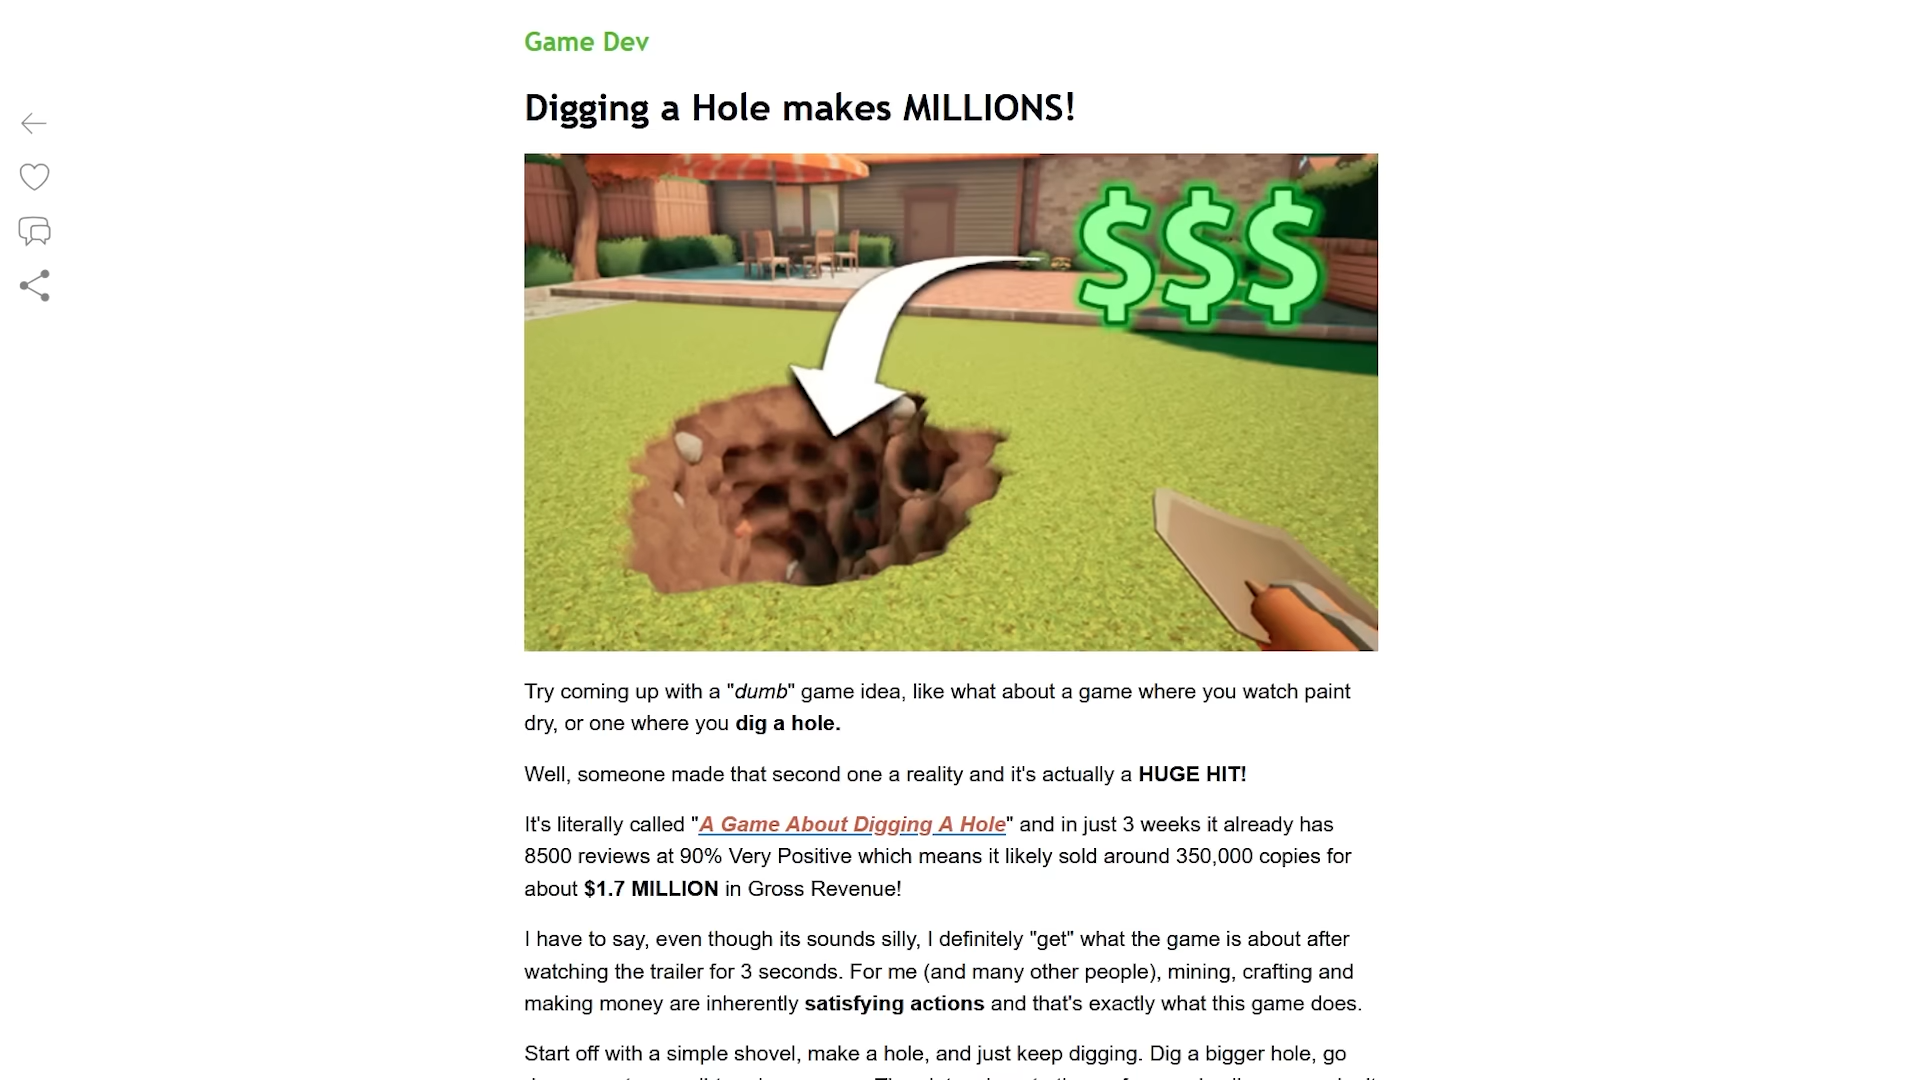 Game Dev
Digging a Hole makes MILLIONS!
$$$
Try coming up with a "dumb" game idea, like what about a game where you watch paint
dry, or one where you dig a hole.
Well, someone made that second one a reality and it's actually a HUGE HIT!
It's literally called "A Game About Digging A Hole" and in just 3 weeks it already has
8500 reviews at 90% Very Positive which means it likely sold around 350,000 copies for
about $1.7 MILLION in Gross Revenue!
I have to say, even though its sounds silly, I definitely "get" what the game is about after
watching the trailer for 3 seconds. For me (and many other people), mining, crafting and
making money are inherently satisfying actions and that's exactly what this game does.
Start off with a simple shovel, make a hole, and just keep digging. Dig a bigger hole, go